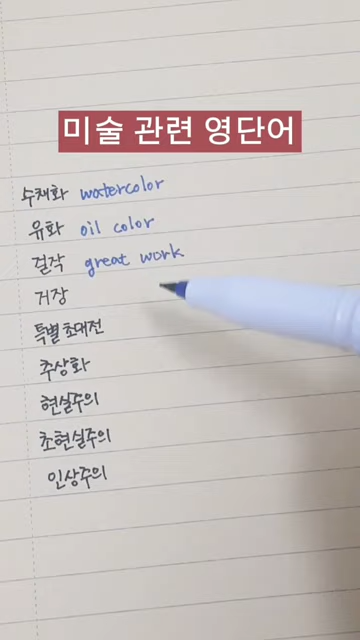 미술 관련 영단어
수채화 watercolor
유화 oil color
걸작 great work
거장
특별 초대전
추상화
현실주의
초현실주의
인상주의